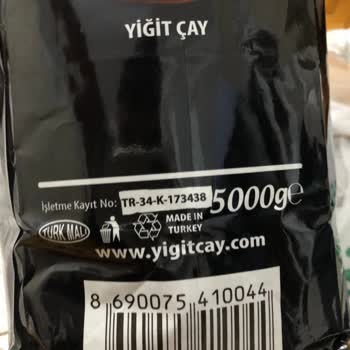 YİĞİT ÇAY
İşletme Kayıt No: TR-34-K-173438 5000g℮
TÜRK MALI
MADE IN
TURKEY
www.yigitcay.com
8 690075 410044